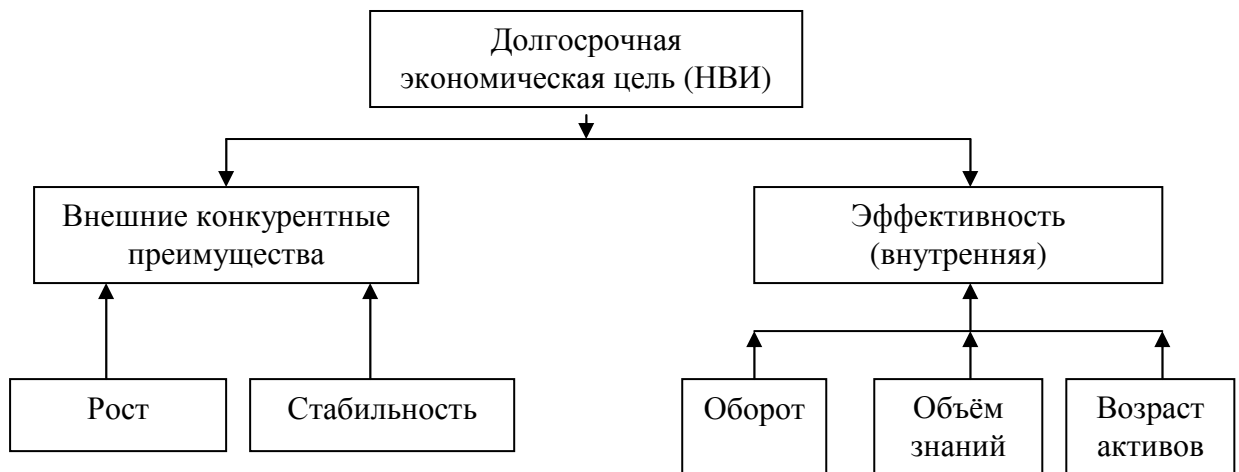 Долгосрочная
экономическая цель (НВИ)
Внешние конкурентные
преимущества
Эффективность
(внутренняя)
Рост
Стабильность
Оборот
Объём
знаний
Возраст
активов